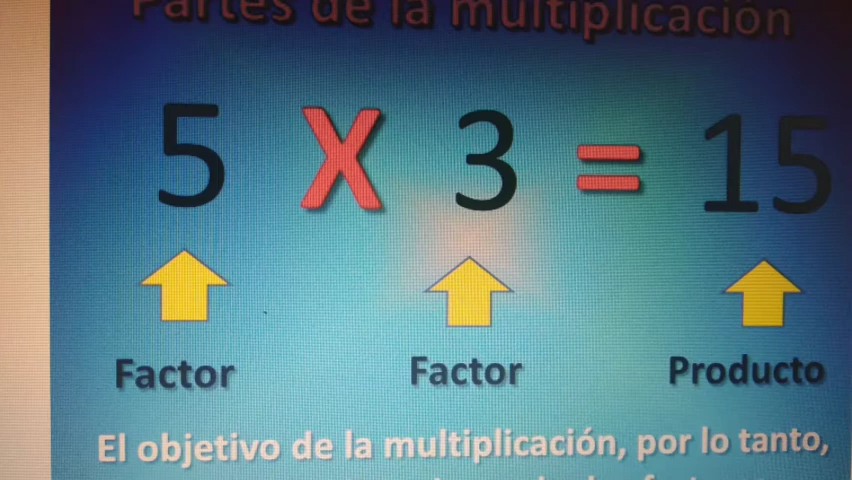 Partes de la multiplicación
5 X 3 = 15
Factor Factor Producto
El objetivo de la multiplicación, por lo tanto,